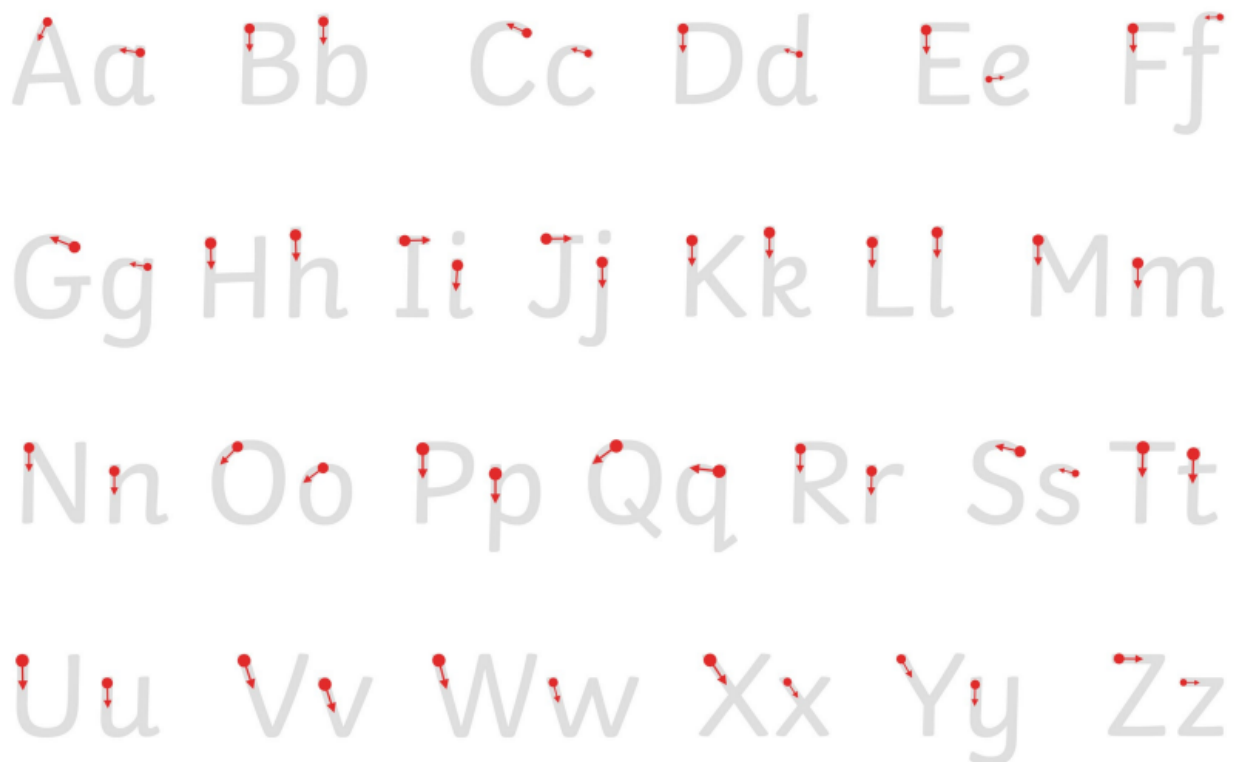 Aa Bb Cc Dd Ee Ff
Gg Hh Ii Jj Kk Ll Mm
Nn Oo Pp Qq Rr Ss Tt
Uu Vv Ww Xx Yy Zz